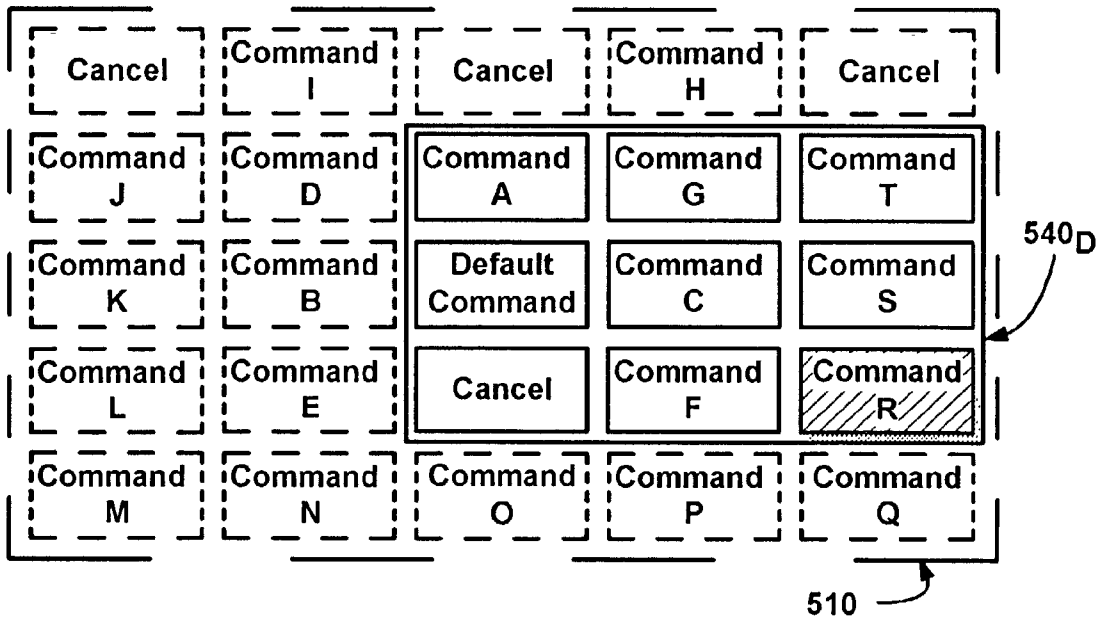 Cancel
Command
I
Cancel
Command
H
Cancel
Command
J
Command
D
Command
A
Command
G
Command
T
Command
K
Command
B
Default
Command
Command
C
Command
S
Command
L
Command
E
Cancel
Command
F
Command
R
Command
M
Command
N
Command
O
Command
P
Command
Q
540D
510